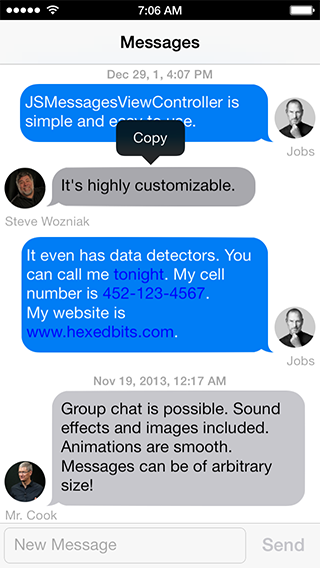 7:06 AM
Messages
Dec 29, 1, 4:07 PM
JSMessagesViewController is
simple and easy to use.
Jobs
Copy
It's highly customizable.
Steve Wozniak
It even has data detectors. You
can call me tonight. My cell
number is 452-123-4567.
My website is
www.hexedbits.com.
Jobs
Nov 19, 2013, 12:17 AM
Group chat is possible. Sound
effects and images included.
Animations are smooth.
Messages can be of arbitrary
size!
Mr. Cook
New Message
Send